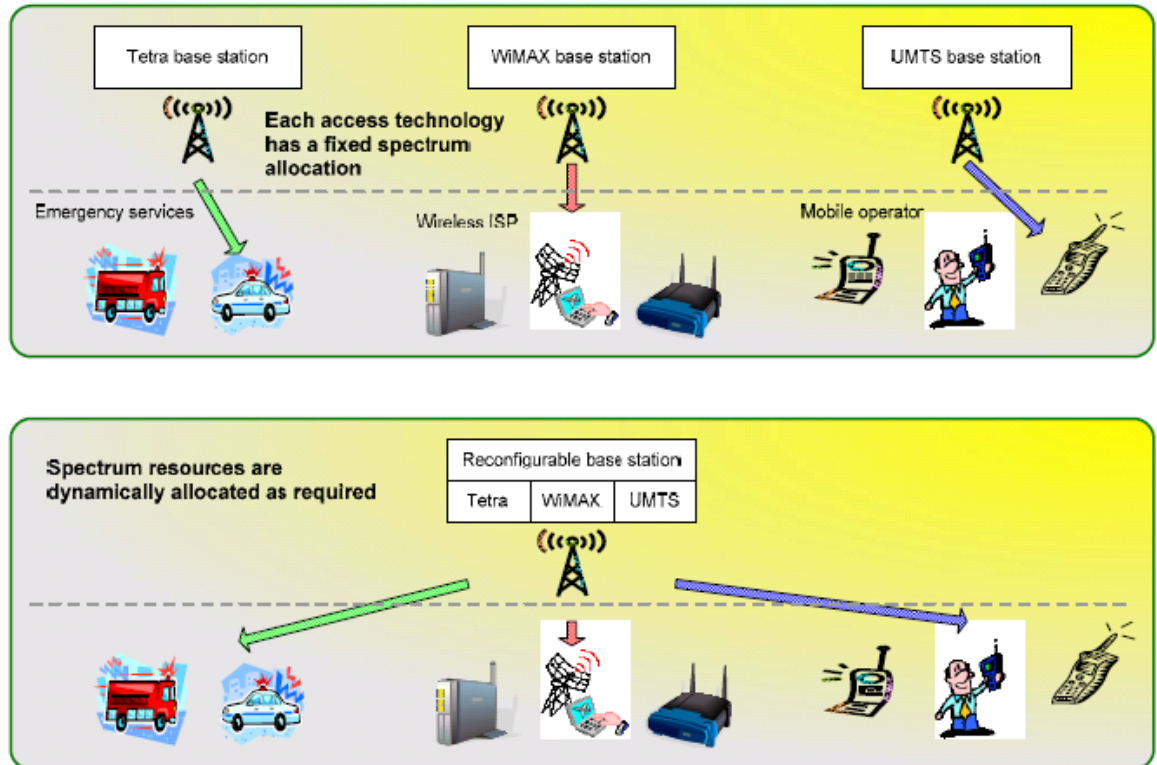 Tetra base station
WiMAX base station
UMTS base station
Each access technology
has a fixed spectrum
allocation
Emergency services
Wireless ISP
Mobile operator
Spectrum resources are
dynamically allocated as required
Reconfigurable base station
Tetra
WiMAX
UMTS